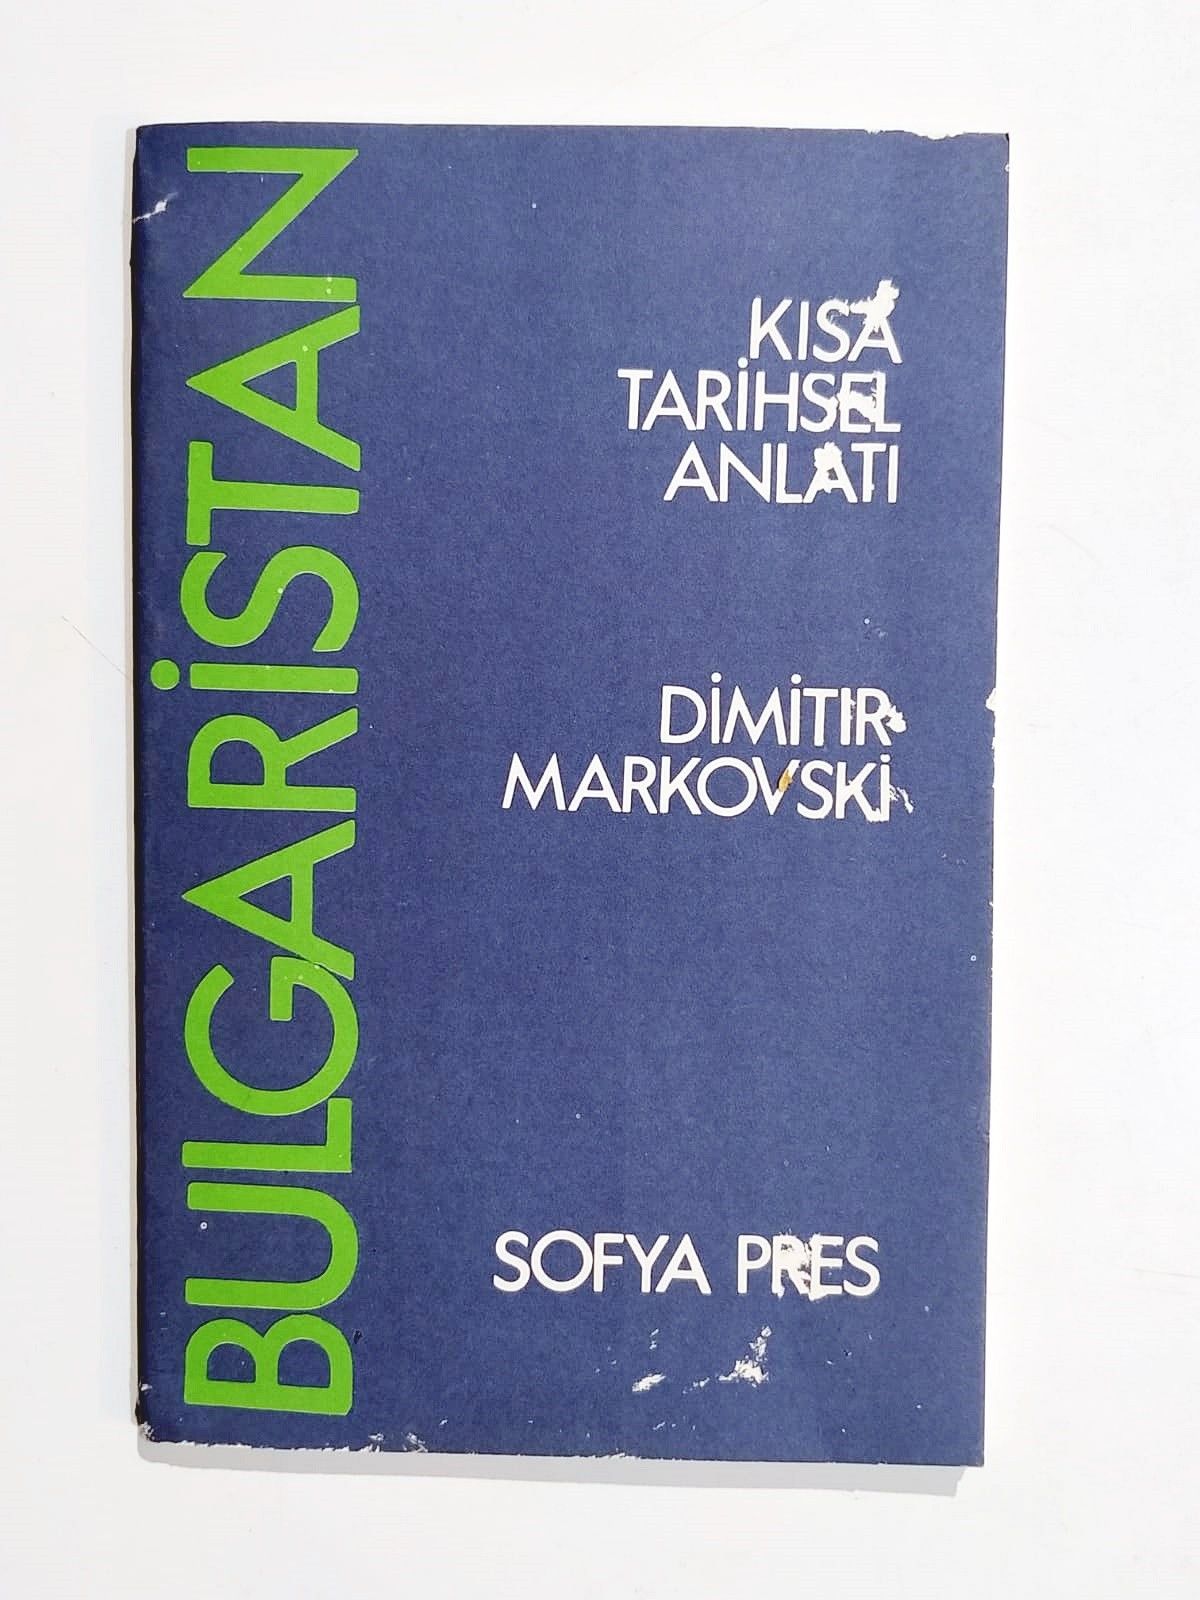 BULGARİSTAN
KISA
TARİHSEL
ANLATI
DİMİTIR
MARKOVSKİ
SOFYA PRES